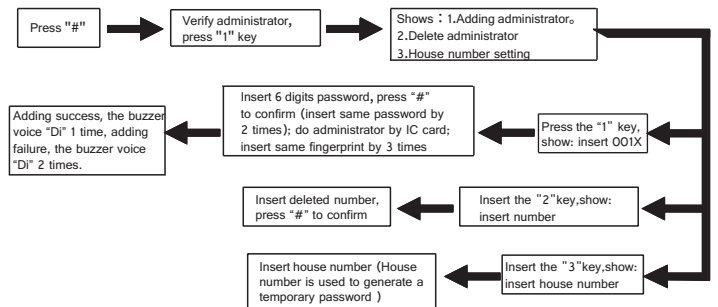 Press "#"
Verify administrator,
press "1" key
Shows：1.Adding administrator。
2.Delete administrator
3.House number setting
Press the “1” key,
show: insert 001X
Insert 6 digits password, press “#”
to confirm (insert same password by
2 times); do administrator by IC card;
insert same fingerprint by 3 times
Adding success, the buzzer
voice “Di” 1 time, adding
failure, the buzzer voice
“Di” 2 times.
Insert the "2"key,show:
insert number
Insert deleted number,
press “#” to confirm
Insert the "3"key,show:
insert house number
Insert house number (House
number is used to generate a
temporary password )